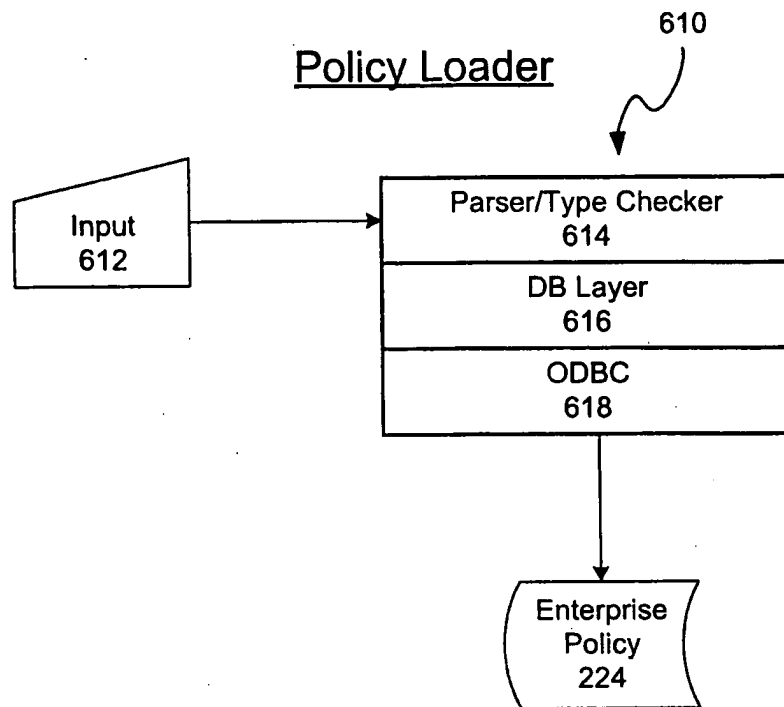 610
Policy Loader
Input
612
Parser/Type Checker
614
DB Layer
616
ODBC
618
Enterprise
Policy
224